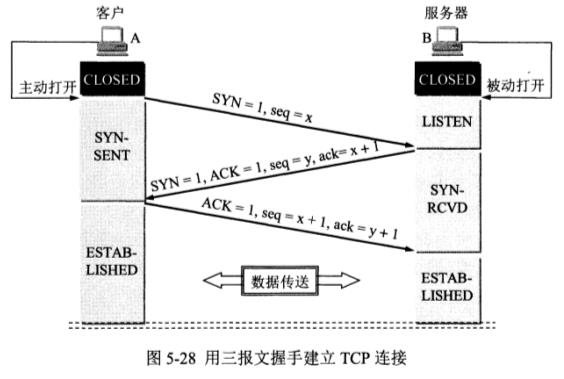 客户
服务器
A
B
主动打开
CLOSED
CLOSED
被动打开
SYN = 1, seq = x
LISTEN
SYN-
SENT
SYN = 1, ACK = 1, seq = y, ack= x + 1
SYN-
RCVD
ACK = 1, seq = x + 1, ack = y + 1
ESTAB-
LISHED
数据传送
ESTAB-
LISHED
图 5-28 用三报文握手建立 TCP 连接